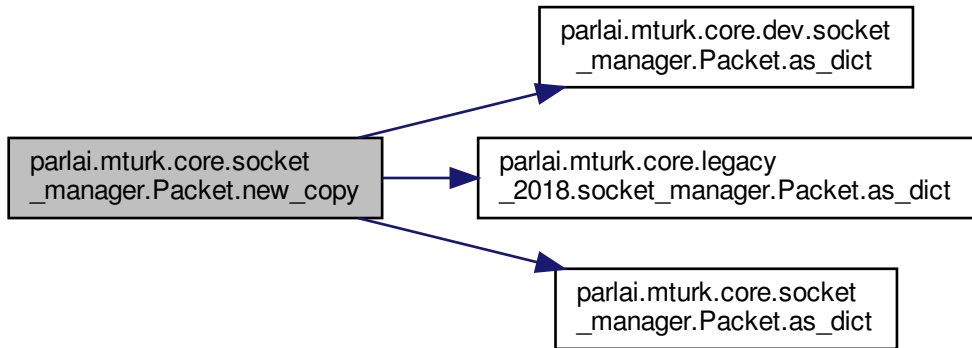 parlai.mturk.core.dev.socket
_manager.Packet.as_dict
parlai.mturk.core.socket
_manager.Packet.new_copy
parlai.mturk.core.legacy
_2018.socket_manager.Packet.as_dict
parlai.mturk.core.socket
_manager.Packet.as_dict